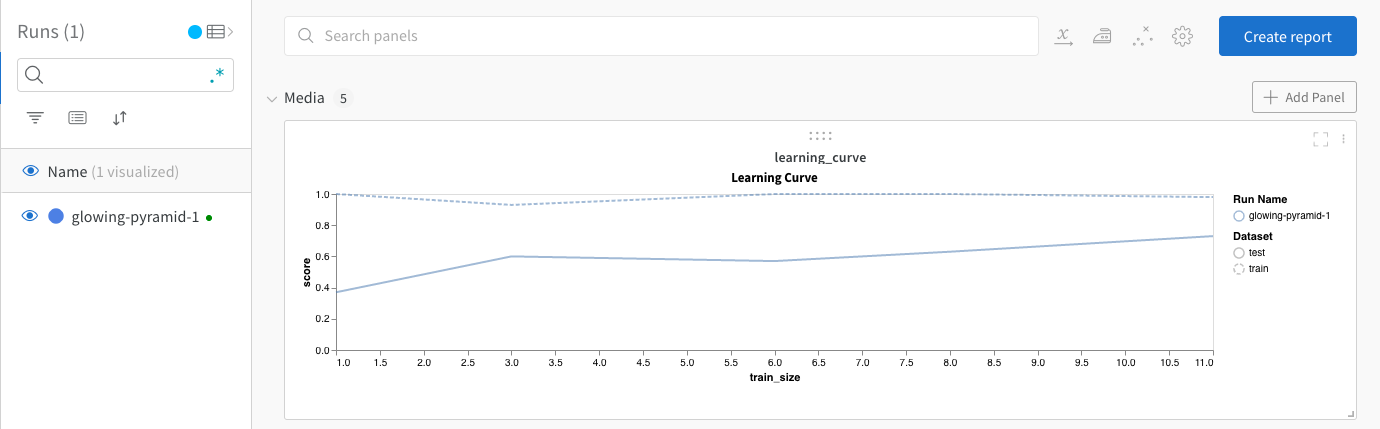 Runs (1)
.*
Name (1 visualized)
glowing-pyramid-1
Search panels
Create report
Media 5
Add Panel
learning_curve
Learning Curve
1.0
0.8
0.6
0.4
0.2
0.0
score
1.0 1.5 2.0 2.5 3.0 3.5 4.0 4.5 5.0 5.5 6.0 6.5 7.0 7.5 8.0 8.5 9.0 9.5 10.0 10.5 11.0
train_size
Run Name
glowing-pyramid-1
Dataset
test
train